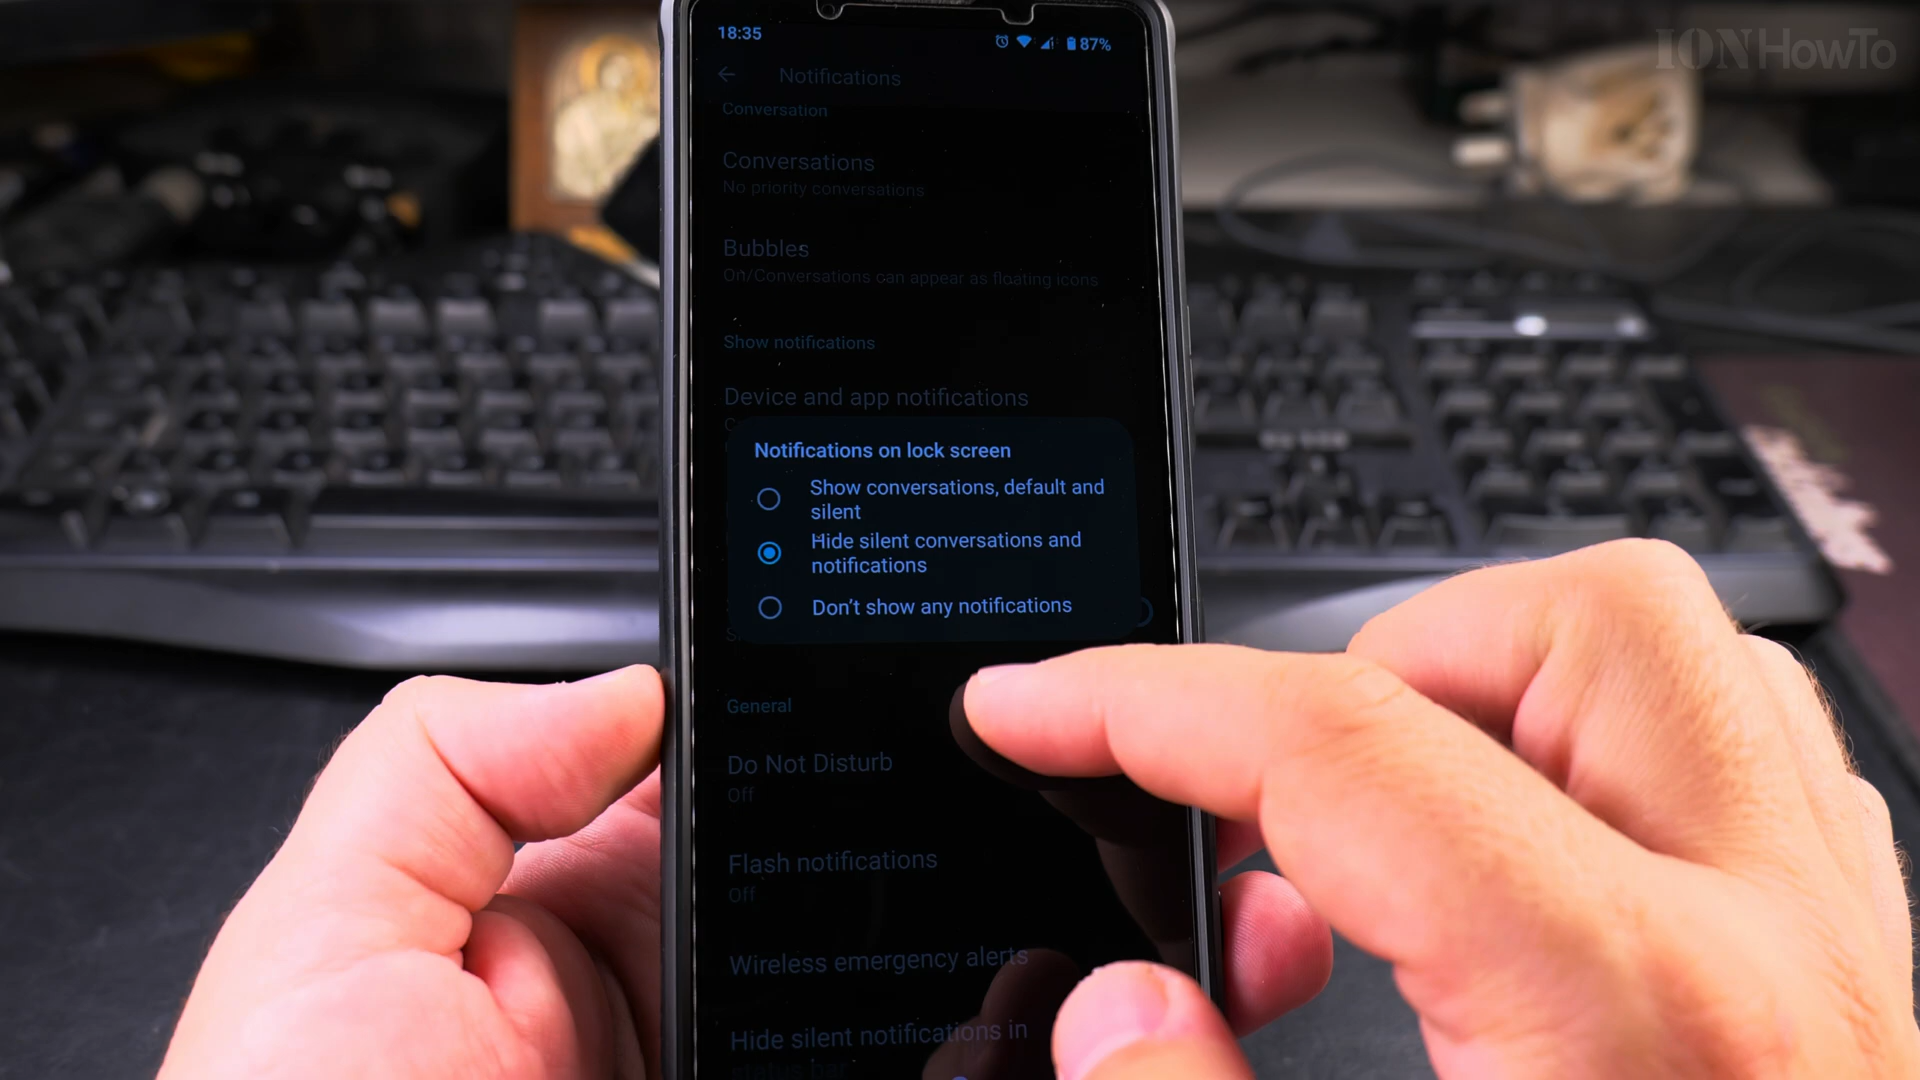 IONHowTo
18:35
87%
Notifications
Conversation
Conversations
No priority conversations
Bubbles
On/Conversations can appear as floating icons
Show notifications
Device and app notifications
Notifications on lock screen
Show conversations, default and
silent
Hide silent conversations and
notifications
Don't show any notifications
General
Do Not Disturb
Off
Flash notifications
Off
Wireless emergency alerts
Hide silent notifications in
status bar